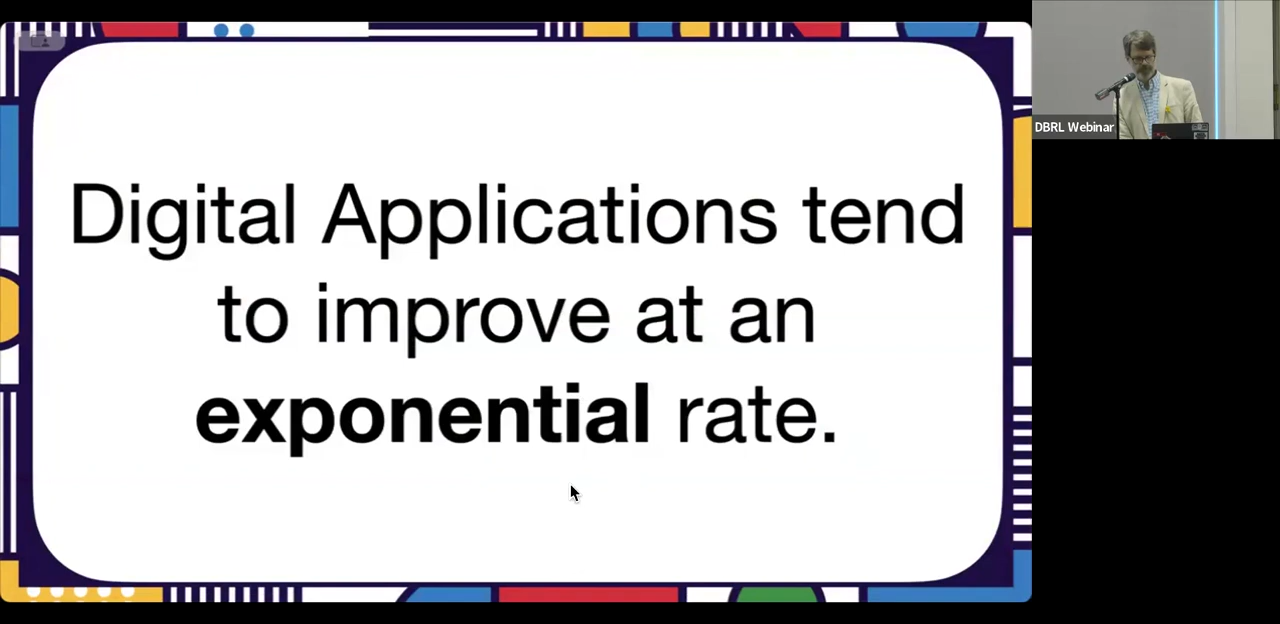 Digital Applications tend
to improve at an
exponential rate.
DBRL Webinar